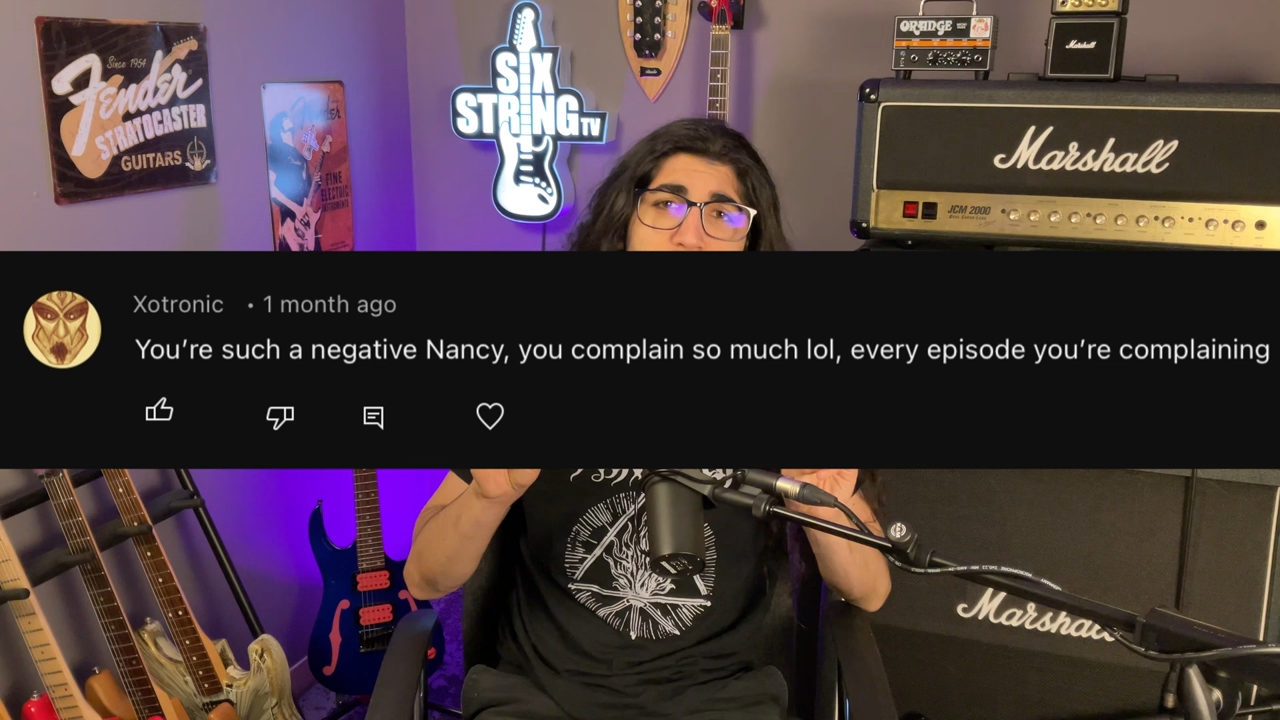 Since 1954
Fender
STRATOCASTER
GUITARS
FINE
ELECTRIC
INSTRUMENTS
SIX
STRING TV
ORANGE
Marshall
Marshall
JCM 2000
Xotronic • 1 month ago
You’re such a negative Nancy, you complain so much lol, every episode you’re complaining
Marshall